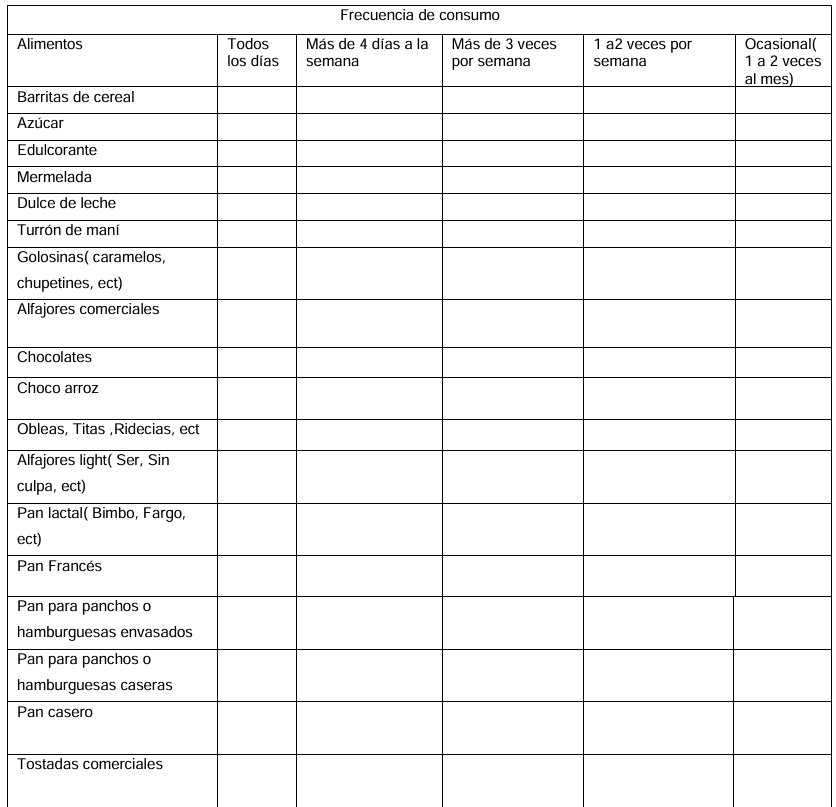 Frecuencia de consumo
Alimentos
Todos
los días
Más de 4 días a la
semana
Más de 3 veces
por semana
1 a2 veces por
semana
Ocasional(
1 a 2 veces
al mes)
Barritas de cereal
Azúcar
Edulcorante
Mermelada
Dulce de leche
Turrón de maní
Golosinas( caramelos,
chupetines, ect)
Alfajores comerciales
Chocolates
Choco arroz
Obleas, Titas ,Ridecias, ect
Alfajores light( Ser, Sin
culpa, ect)
Pan lactal( Bimbo, Fargo,
ect)
Pan Francés
Pan para panchos o
hamburguesas envasados
Pan para panchos o
hamburguesas caseras
Pan casero
Tostadas comerciales